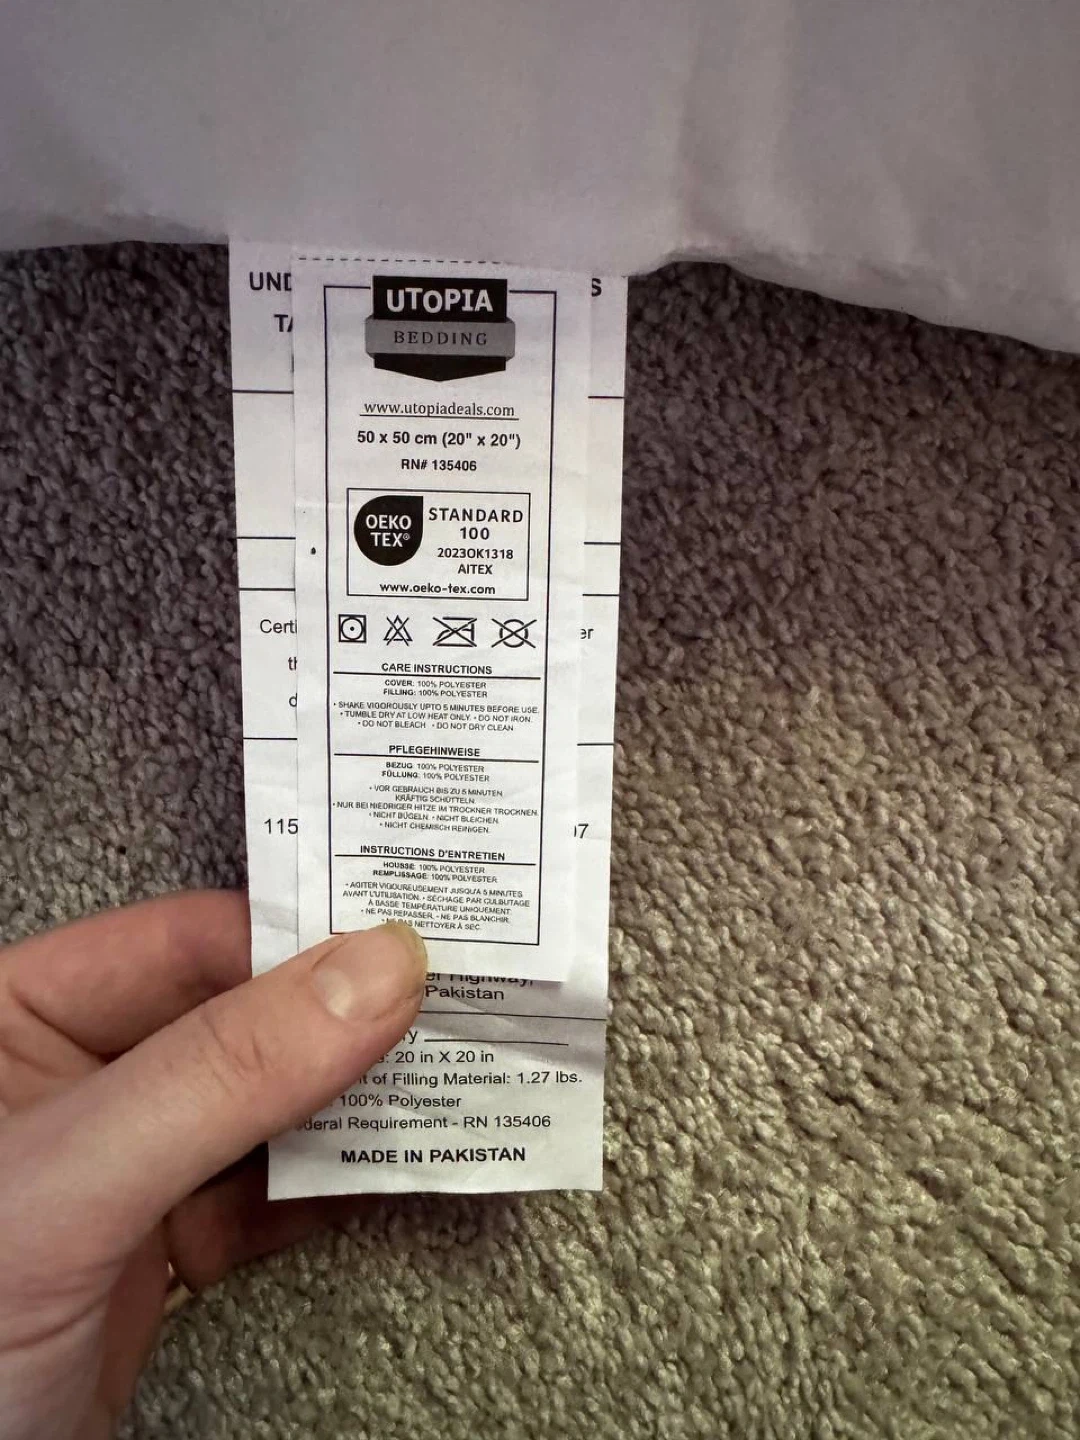 UTOPIA
BEDDING
www.utopiadeals.com
50 x 50 cm (20" x 20")
RN# 135406
OEKO
TEX®
STANDARD
100
2023OK1318
AITEX
www.oeko-tex.com
CARE INSTRUCTIONS
COVER: 100% POLYESTER
FILLING: 100% POLYESTER
• SHAKE VIGOROUSLY UPTO 5 MINUTES BEFORE USE.
• TUMBLE DRY AT LOW HEAT ONLY. • DO NOT IRON.
• DO NOT BLEACH • DO NOT DRY CLEAN
PFLEGEHINWEISE
BEZUG: 100% POLYESTER
FÜLLUNG: 100% POLYESTER
• VOR GEBRAUCH BIS ZU 5 MINUTEN
KRÄFTIG SCHÜTTELN.
• NUR BEI NIEDRIGER HITZE IM TROCKNER TROCKNEN.
• NICHT BÜGELN. • NICHT BLEICHEN.
• NICHT CHEMISCH REINIGEN.
INSTRUCTIONS D'ENTRETIEN
HOUSSE: 100% POLYESTER
REMPLISSAGE: 100% POLYESTER
• AGITER VIGOUREUSEMENT JUSQU'A 5 MINUTES
AVANT L'UTILISATION. • SÉCHAGE PAR CULBUTAGE
À BASSE TEMPÉRATURE UNIQUEMENT.
• NE PAS REPASSER. • NE PAS BLANCHIR.
PAS NETTOYER À SEC.
UND
S
TA
Certi
er
th
d
115
07
er Highway,
Pakistan
ry
: 20 in X 20 in
t of Filling Material: 1.27 lbs.
100% Polyester
deral Requirement - RN 135406
MADE IN PAKISTAN